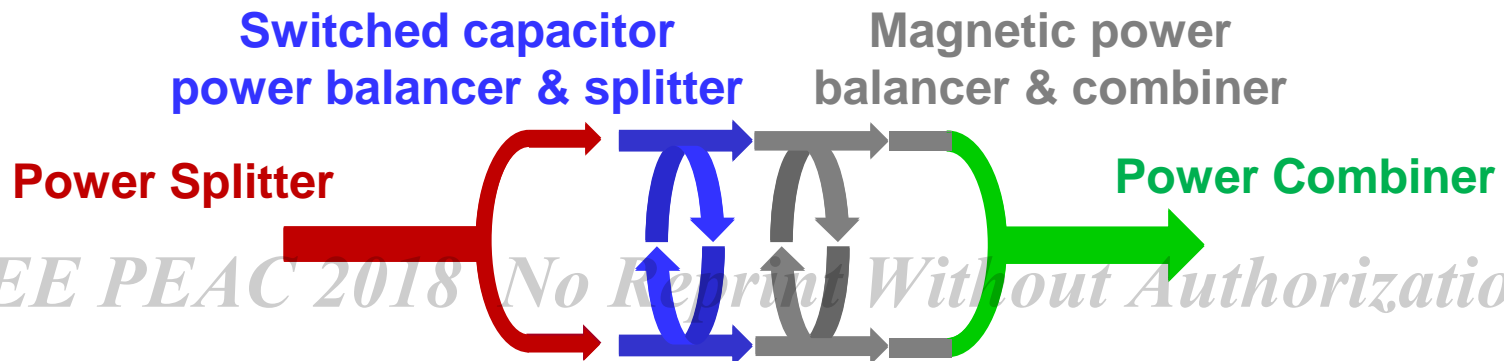 Switched capacitor
power balancer & splitter
Magnetic power
balancer & combiner
Power Splitter
Power Combiner
EE PEAC 2018 No Reprint Without Authorizatio